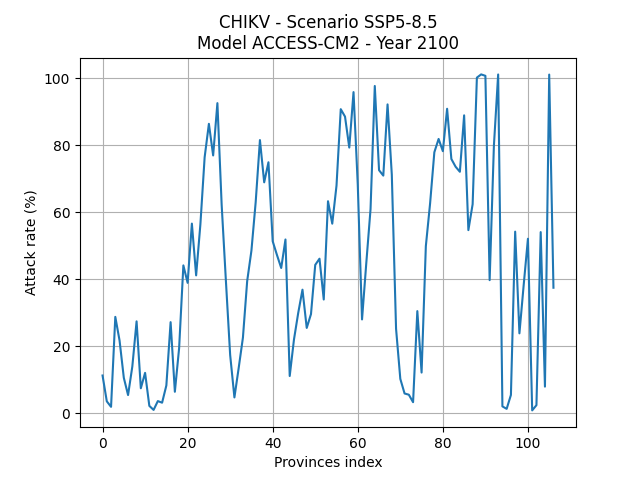 CHIKV - Scenario SSP5-8.5
Model ACCESS-CM2 - Year 2100
Attack rate (%)
100
80
60
40
20
0
0 20 40 60 80 100
Provinces index